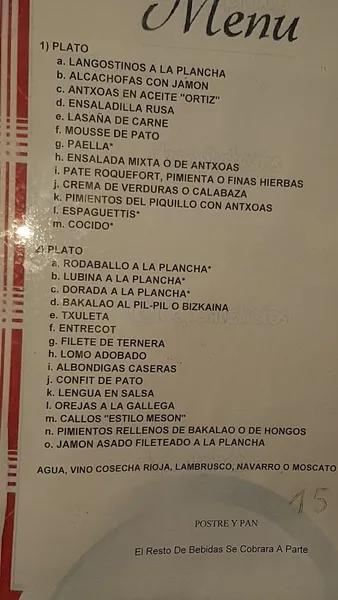 Menu
1) PLATO
a. LANGOSTINOS A LA PLANCHA
b. ALCACHOFAS CON JAMON
c. ANTXOAS EN ACEITE "ORTIZ"
d. ENSALADILLA RUSA
e. LASAÑA DE CARNE
f. MOUSSE DE PATO
g. PAELLA*
h. ENSALADA MIXTA O DE ANTXOAS
i. PATE ROQUEFORT, PIMIENTA O FINAS HIERBAS
j. CREMA DE VERDURAS O CALABAZA
k. PIMIENTOS DEL PIQUILLO CON ANTXOAS
l. ESPAGUETTIS*
m. COCIDO*
2) PLATO
a. RODABALLO A LA PLANCHA*
b. LUBINA A LA PLANCHA*
c. DORADA A LA PLANCHA*
d. BAKALAO AL PIL-PIL O BIZKAINA
e. TXULETA
f. ENTRECOT
g. FILETE DE TERNERA
h. LOMO ADOBADO
i. ALBONDIGAS CASERAS
j. CONFIT DE PATO
k. LENGUA EN SALSA
l. OREJAS A LA GALLEGA
m. CALLOS "ESTILO MESON"
n. PIMIENTOS RELLENOS DE BAKALAO O DE HONGOS
o. JAMON ASADO FILETEADO A LA PLANCHA
AGUA, VINO COSECHA RIOJA, LAMBRUSCO, NAVARRO O MOSCATO
15
POSTRE Y PAN
El Resto De Bebidas Se Cobrara A Parte